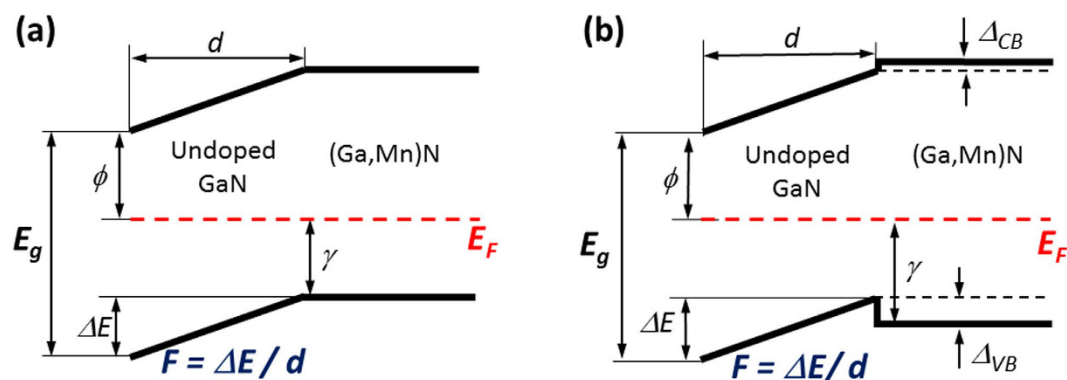 (a)
d
Undoped
GaN
(Ga,Mn)N
ϕ
E_g
E_F
γ
ΔE
F = ΔE / d
(b)
d
Δ_CB
Undoped
GaN
(Ga,Mn)N
ϕ
E_g
E_F
γ
ΔE
F = ΔE / d
Δ_VB